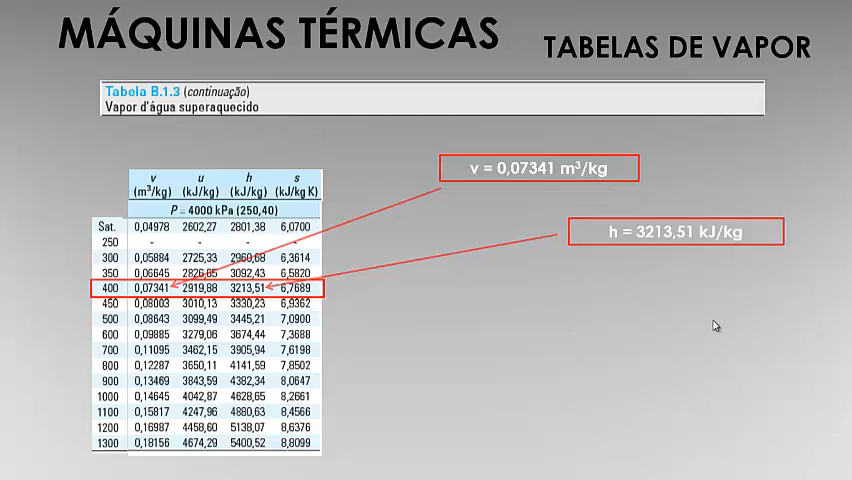 MÁQUINAS TÉRMICAS
TABELAS DE VAPOR
Tabela B.1.3 (continuação)
Vapor d'água superaquecido
v = 0,07341 m³/kg
h = 3213,51 kJ/kg
v u h s
(m³/kg) (kJ/kg) (kJ/kg) (kJ/kg K)
P = 4000 kPa (250,40)
Sat. 0,04978 2602,27 2801,38 6,0700
250 - - - -
300 0,05884 2725,33 2960,68 6,3614
350 0,06645 2826,65 3092,43 6,5820
400 0,07341 2919,88 3213,51 6,7689
450 0,08003 3010,13 3330,23 6,9362
500 0,08643 3099,49 3445,21 7,0900
600 0,09885 3279,06 3674,44 7,3688
700 0,11095 3462,15 3905,94 7,6198
800 0,12287 3650,11 4141,59 7,8502
900 0,13469 3843,59 4382,34 8,0647
1000 0,14645 4042,87 4628,65 8,2661
1100 0,15817 4247,96 4880,63 8,4566
1200 0,16987 4458,60 5138,07 8,6376
1300 0,18156 4674,29 5400,52 8,8099